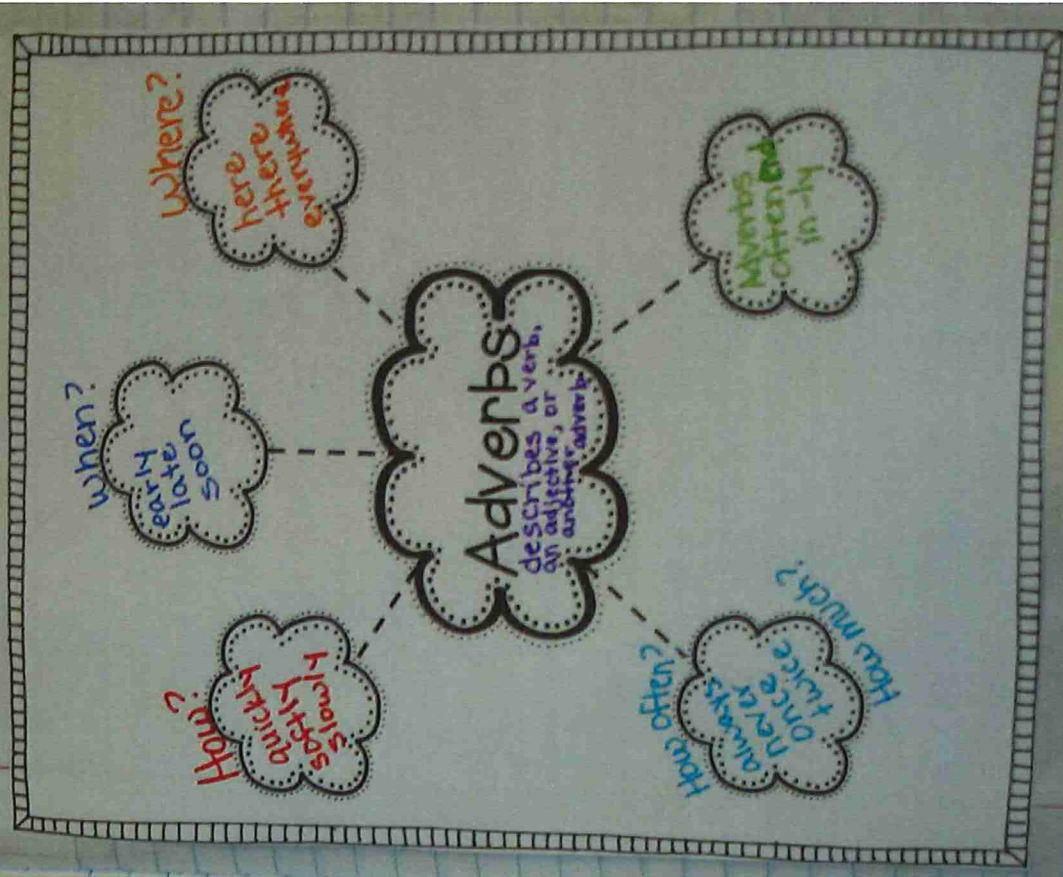 Adverbs
describes a verb,
an adjective, or
another adverb
How?
quickly
softly
slowly
When?
early
late
soon
Where?
here
there
everywhere
How often?
always
never
once
twice
How much?
Adverbs
often end
in -ly